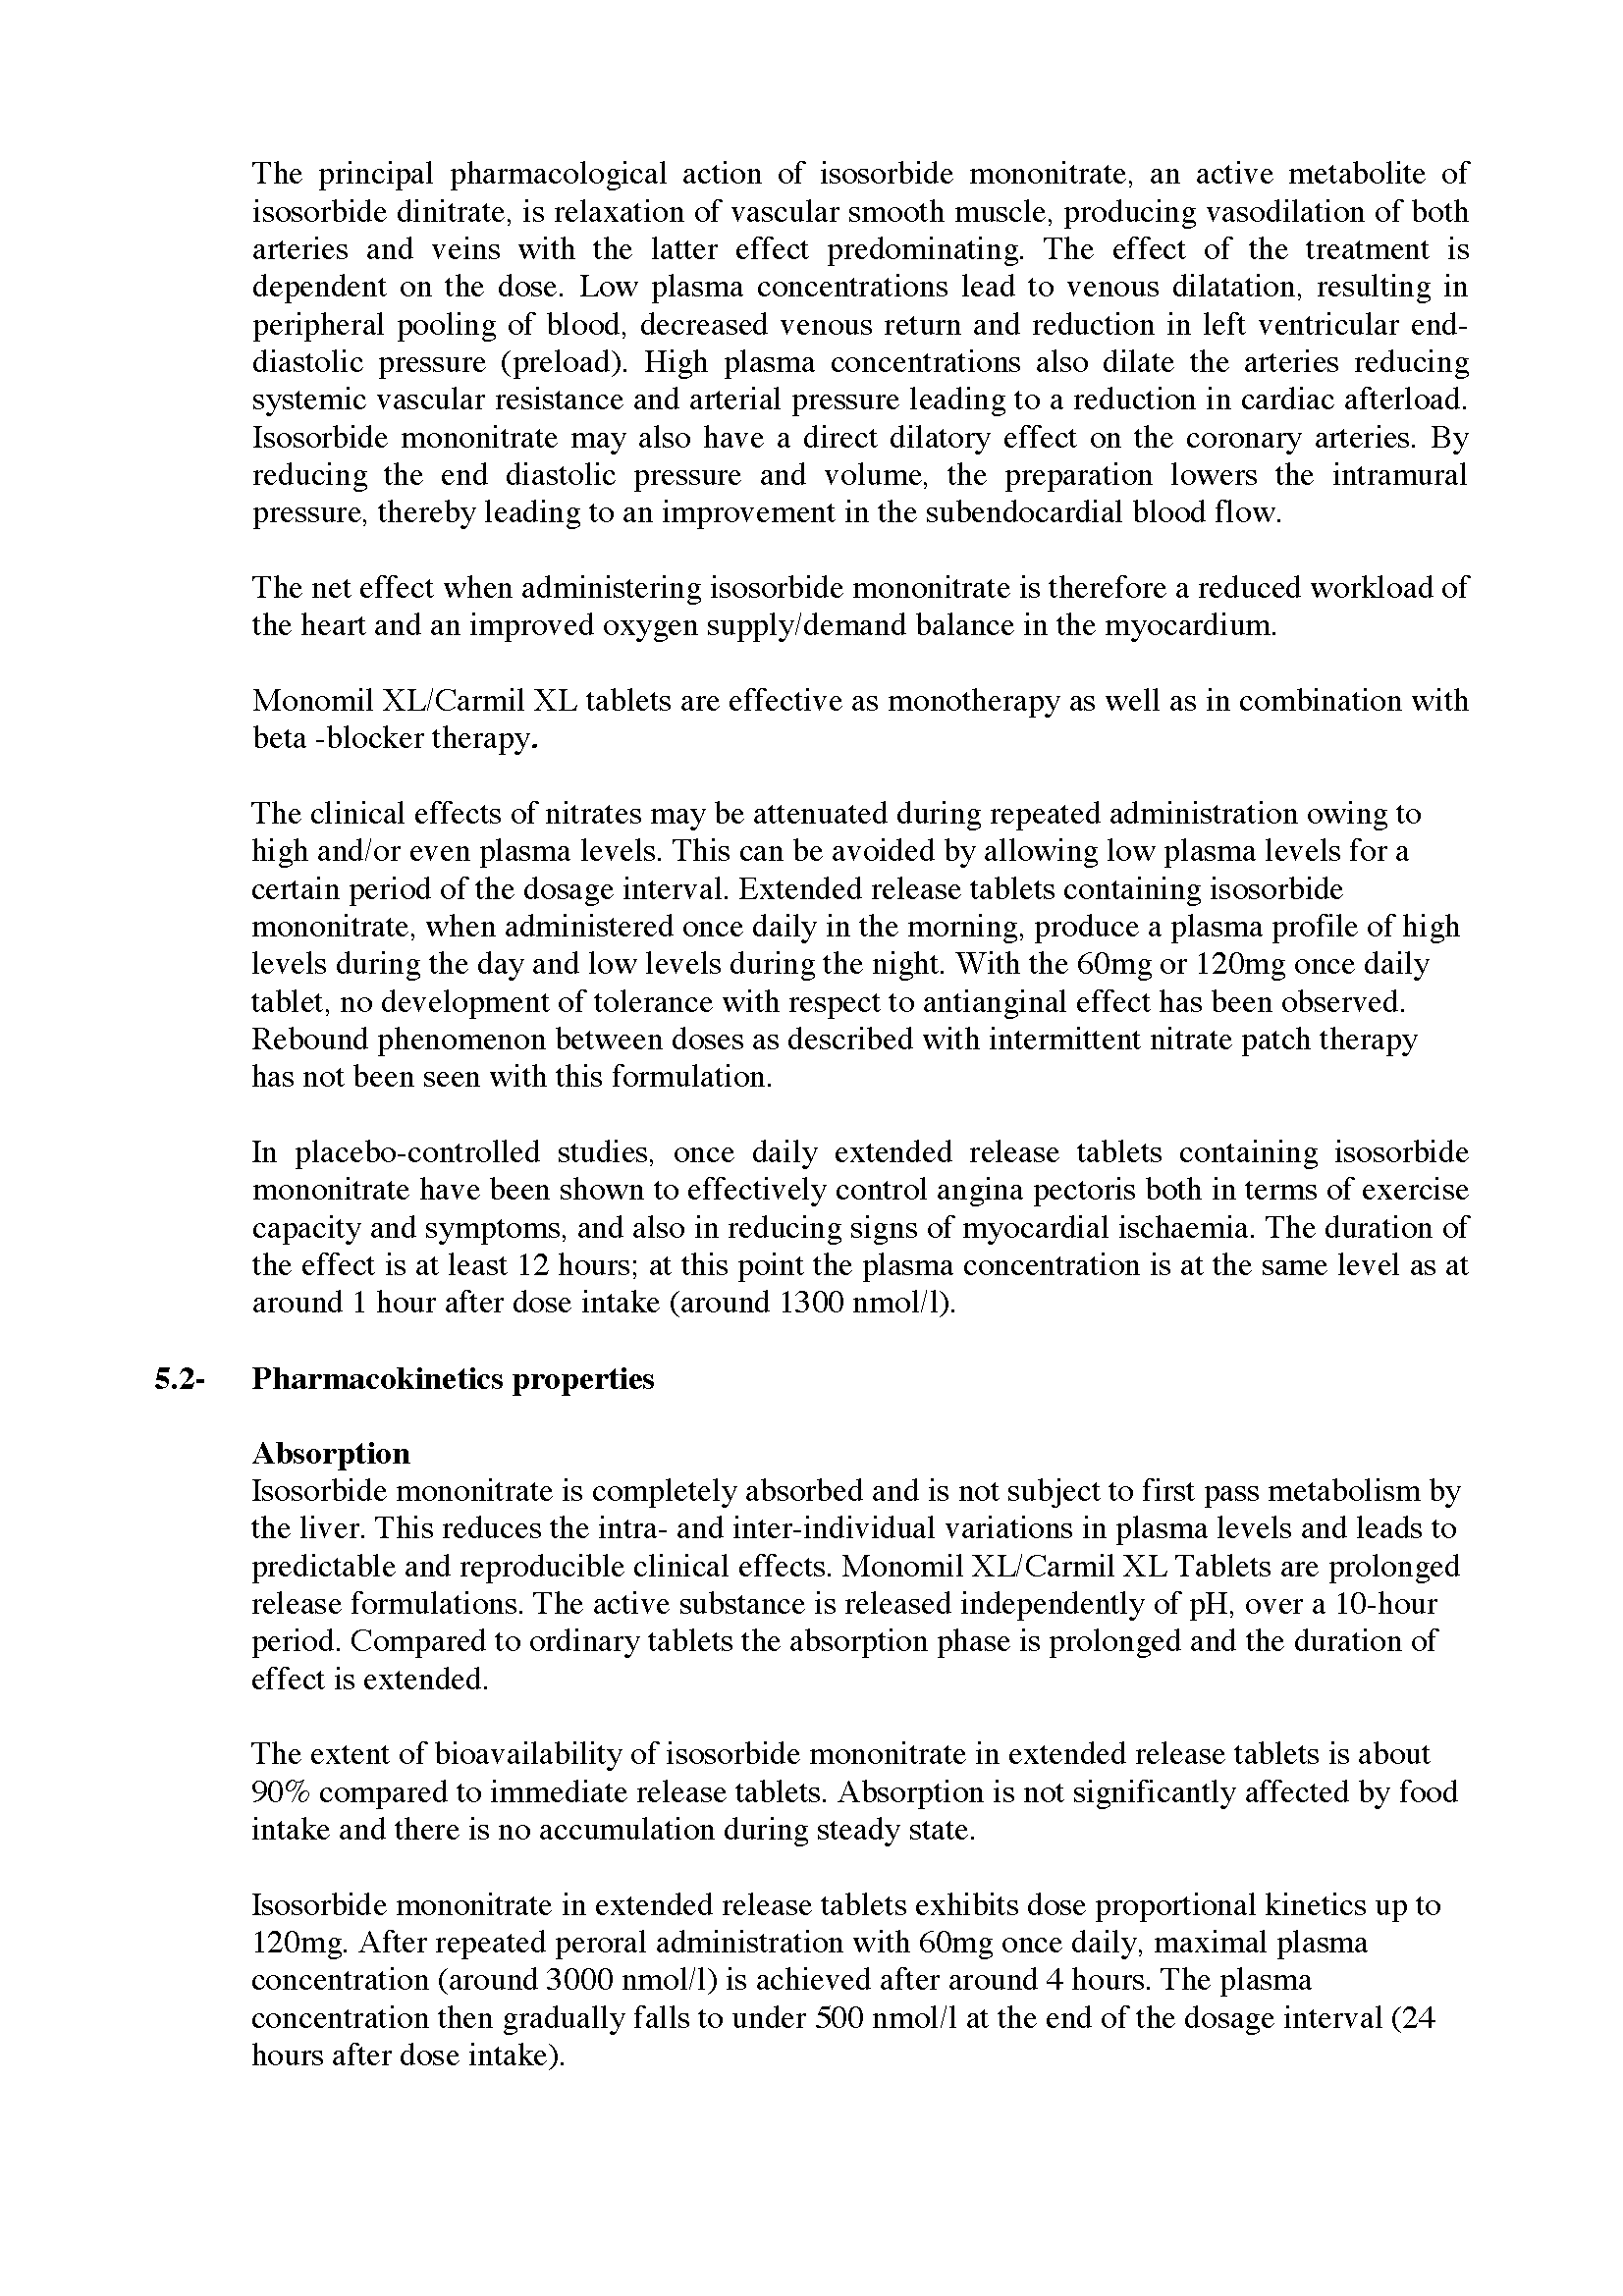 The principal pharmacological action of isosorbide mononitrate, an active metabolite of
isosorbide dinitrate, is relaxation of vascular smooth muscle, producing vasodilation of both
arteries and veins with the latter effect predominating. The effect of the treatment is
dependent on the dose. Low plasma concentrations lead to venous dilatation, resulting in
peripheral pooling of blood, decreased venous return and reduction in left ventricular end-
diastolic pressure (preload). High plasma concentrations also dilate the arteries reducing
systemic vascular resistance and arterial pressure leading to a reduction in cardiac afterload.
Isosorbide mononitrate may also have a direct dilatory effect on the coronary arteries. By
reducing the end diastolic pressure and volume, the preparation lowers the intramural
pressure, thereby leading to an improvement in the subendocardial blood flow.
The net effect when administering isosorbide mononitrate is therefore a reduced workload of
the heart and an improved oxygen supply/demand balance in the myocardium.
Monomil XL/Carmil XL tablets are effective as monotherapy as well as in combination with
beta -blocker therapy.
The clinical effects of nitrates may be attenuated during repeated administration owing to
high and/or even plasma levels. This can be avoided by allowing low plasma levels for a
certain period of the dosage interval. Extended release tablets containing isosorbide
mononitrate, when administered once daily in the morning, produce a plasma profile of high
levels during the day and low levels during the night. With the 60mg or 120mg once daily
tablet, no development of tolerance with respect to antianginal effect has been observed.
Rebound phenomenon between doses as described with intermittent nitrate patch therapy
has not been seen with this formulation.
In placebo-controlled studies, once daily extended release tablets containing isosorbide
mononitrate have been shown to effectively control angina pectoris both in terms of exercise
capacity and symptoms, and also in reducing signs of myocardial ischaemia. The duration of
the effect is at least 12 hours; at this point the plasma concentration is at the same level as at
around 1 hour after dose intake (around 1300 nmol/l).
5.2- Pharmacokinetics properties
Absorption
Isosorbide mononitrate is completely absorbed and is not subject to first pass metabolism by
the liver. This reduces the intra- and inter-individual variations in plasma levels and leads to
predictable and reproducible clinical effects. Monomil XL/Carmil XL Tablets are prolonged
release formulations. The active substance is released independently of pH, over a 10-hour
period. Compared to ordinary tablets the absorption phase is prolonged and the duration of
effect is extended.
The extent of bioavailability of isosorbide mononitrate in extended release tablets is about
90% compared to immediate release tablets. Absorption is not significantly affected by food
intake and there is no accumulation during steady state.
Isosorbide mononitrate in extended release tablets exhibits dose proportional kinetics up to
120mg. After repeated peroral administration with 60mg once daily, maximal plasma
concentration (around 3000 nmol/l) is achieved after around 4 hours. The plasma
concentration then gradually falls to under 500 nmol/l at the end of the dosage interval (24
hours after dose intake).